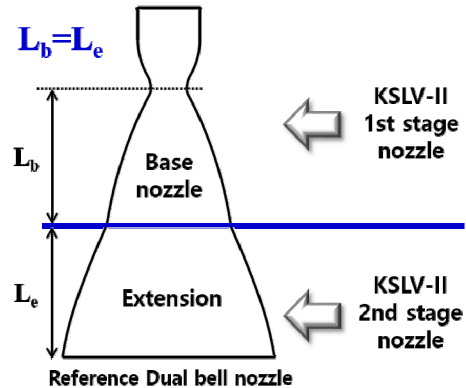 Lb=Le
KSLV-II
1st stage
nozzle
Lb
Base
nozzle
Le
Extension
KSLV-II
2nd stage
nozzle
Reference Dual bell nozzle